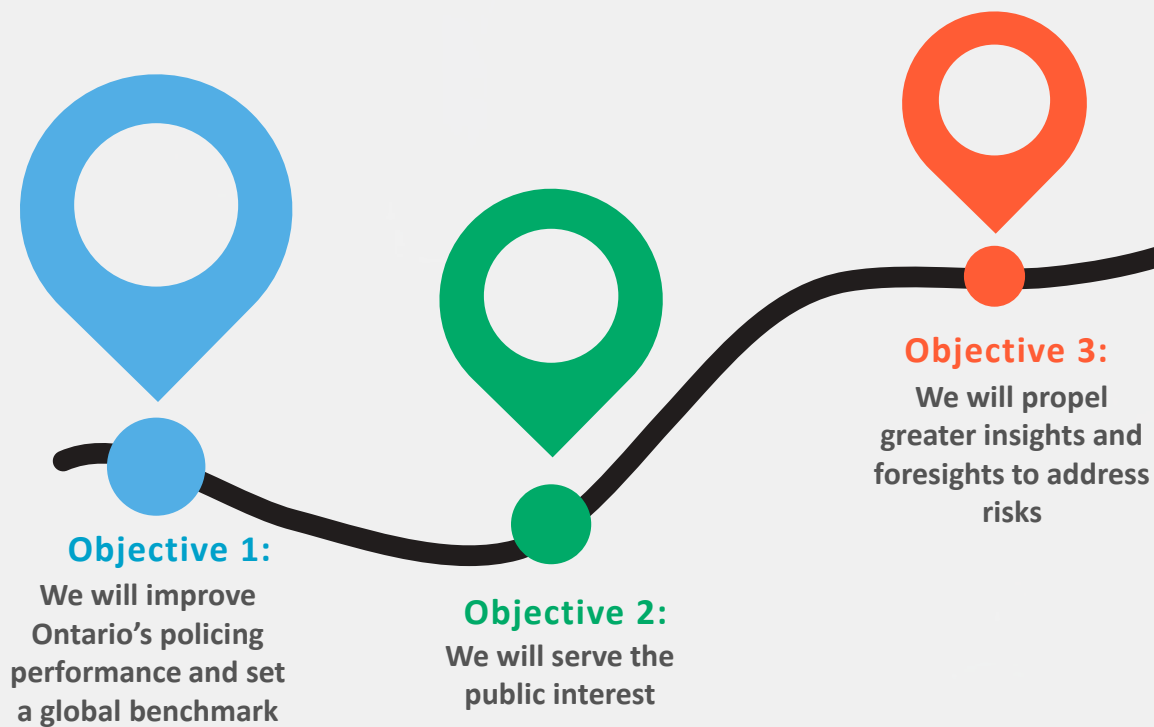 Objective 1:
We will improve
Ontario’s policing
performance and set
a global benchmark
Objective 2:
We will serve the
public interest
Objective 3:
We will propel
greater insights and
foresights to address
risks